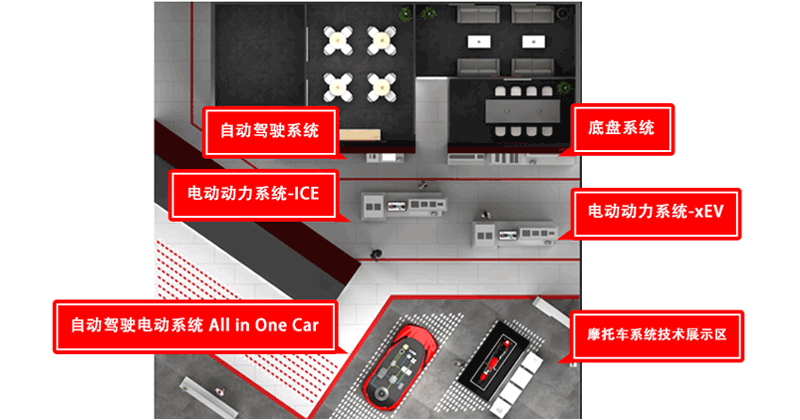 自动驾驶系统
底盘系统
电动动力系统-ICE
电动动力系统-xEV
自动驾驶电动系统 All in One Car
摩托车系统技术展示区